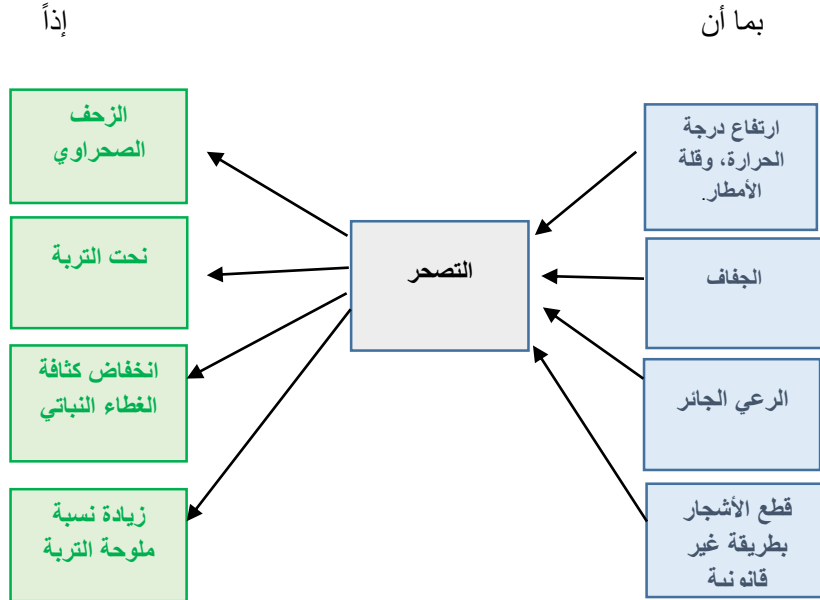 بما أن
إذاً
ارتفاع درجة
الحرارة، وقلة
الأمطار.
الجفاف
الرعي الجائر
قطع الأشجار
بطريقة غير
قانونية
التصحر
الزحف
الصحراوي
نحت التربة
انخفاض كثافة
الغطاء النباتي
زيادة نسبة
ملوحة التربة